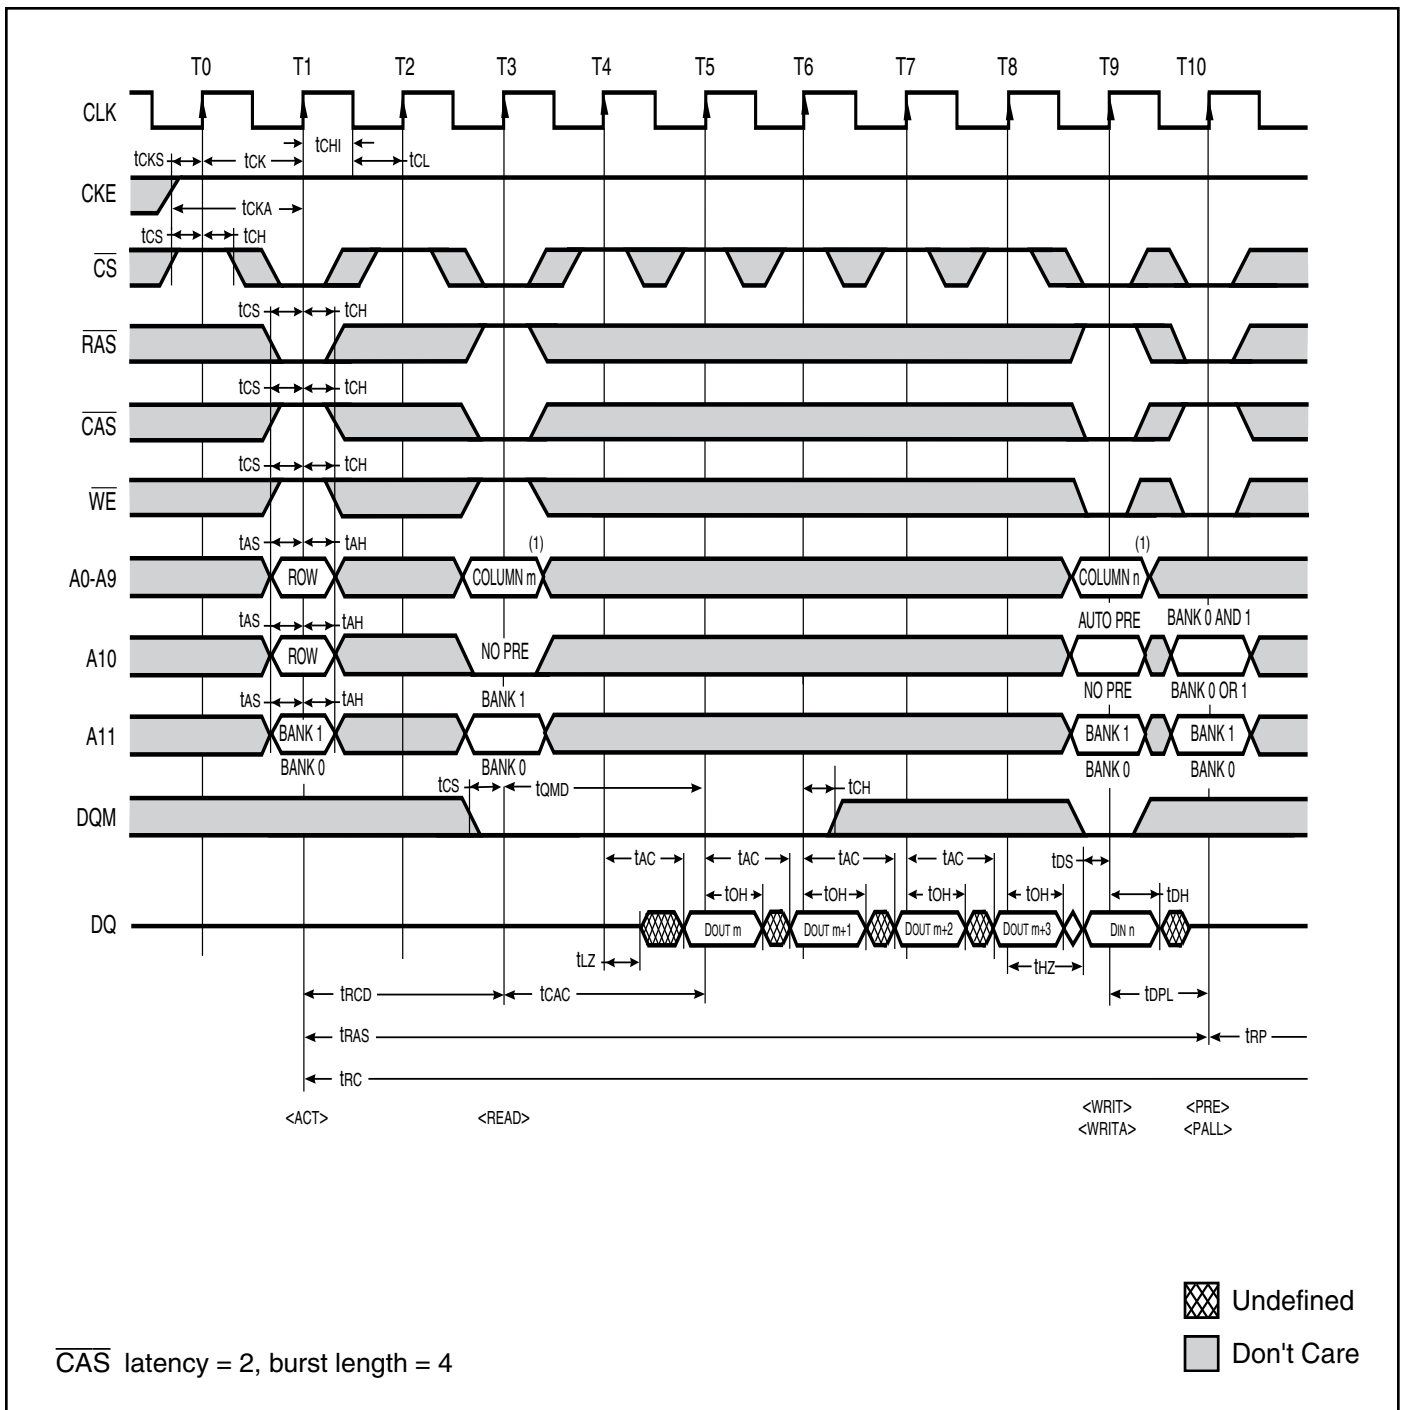 T0 T1 T2 T3 T4 T5 T6 T7 T8 T9 T10
CLK
tCHI
tCKS tCK tCL
CKE
tCKA
tCS tCH
CS
tCS tCH
RAS
tCS tCH
CAS
tCS tCH
WE
tAS tAH (1) (1)
A0-A9 ROW COLUMN m COLUMN n
tAS tAH AUTO PRE BANK 0 AND 1
A10 ROW NO PRE
tAS tAH BANK 1 NO PRE BANK 0 OR 1
A11 BANK 1 BANK 1 BANK 1
BANK 0 BANK 0 BANK 0 BANK 0
tCS tQMD tCH
DQM
tAC tAC tAC tAC tDS
tOH tOH tOH tOH tDH
DQ DOUT m DOUT m+1 DOUT m+2 DOUT m+3 DIN n
tLZ tHZ
tRCD tCAC tDPL
tRAS tRP
tRC
<ACT> <READ> <WRIT> <PRE>
<WRITA> <PALL>
Undefined
Don't Care
CAS latency = 2, burst length = 4